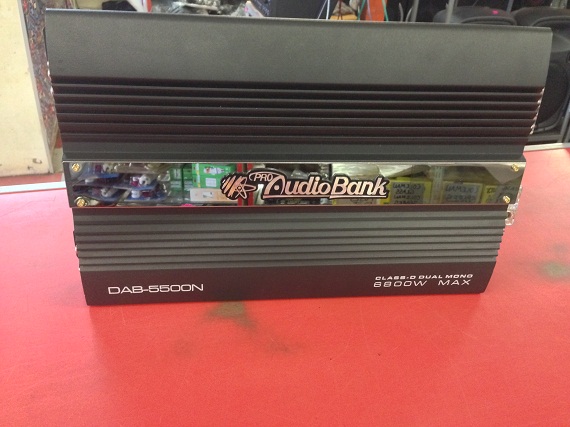 PRO AudioBank
DAB-5500N
CLASS-D DUAL MONO
6800W MAX